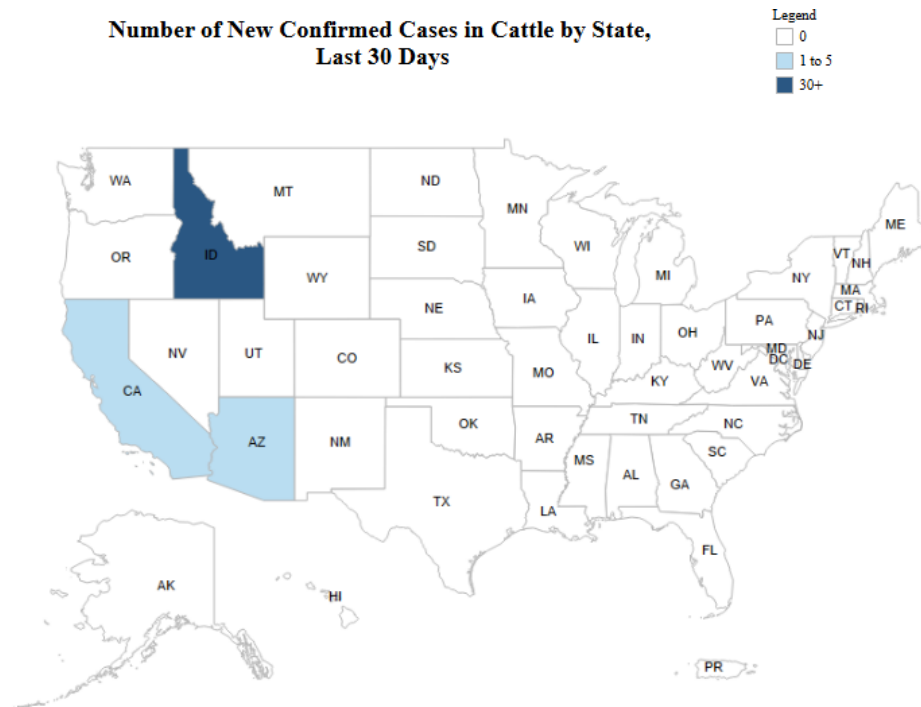 Number of New Confirmed Cases in Cattle by State,
Last 30 Days
Legend
0
1 to 5
30+
WA
MT
ND
MN
WI
MI
ME
VT
NH
NY
MA
CT
RI
OR
ID
WY
SD
IA
NE
IL
IN
OH
PA
NJ
MD
DC
DE
NV
UT
CO
KS
MO
KY
WV
VA
CA
AZ
NM
OK
AR
TN
NC
SC
MS
AL
GA
TX
LA
FL
AK
HI
PR